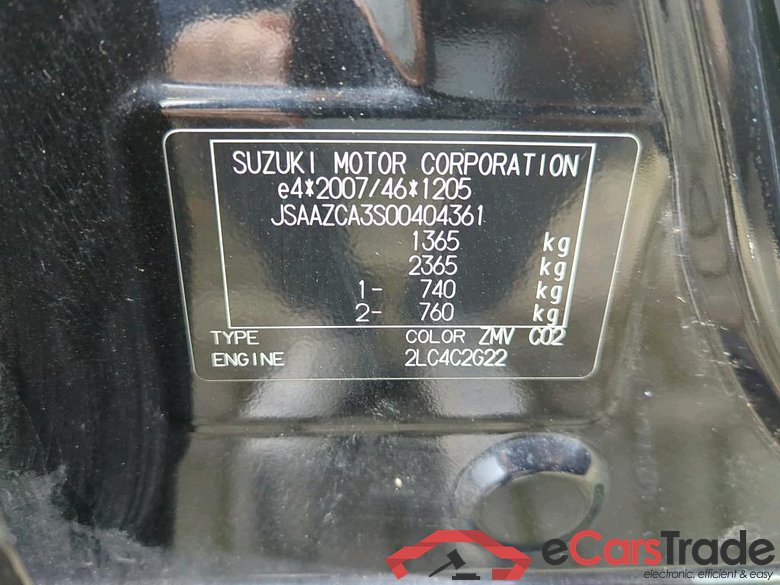 SUZUKI MOTOR CORPORATION
e4*2007/46*1205
JSAAZCA3S00404361
1365 kg
2365 kg
1- 740 kg
2- 760 kg
TYPE COLOR ZMV C02
ENGINE 2LC4C2G22
eCarsTrade
electronic, efficient & easy